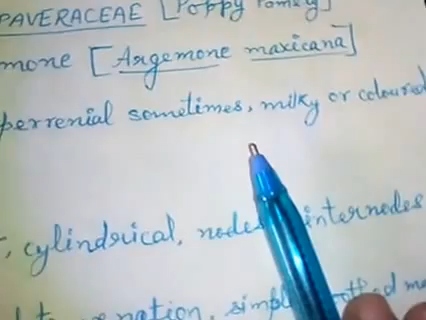 PAVERACEAE [Poppy Family]
mone [Argemone maxicana]
perrenial sometimes, milky or coloured
, cylindrical, nodes internodes
nation, simple